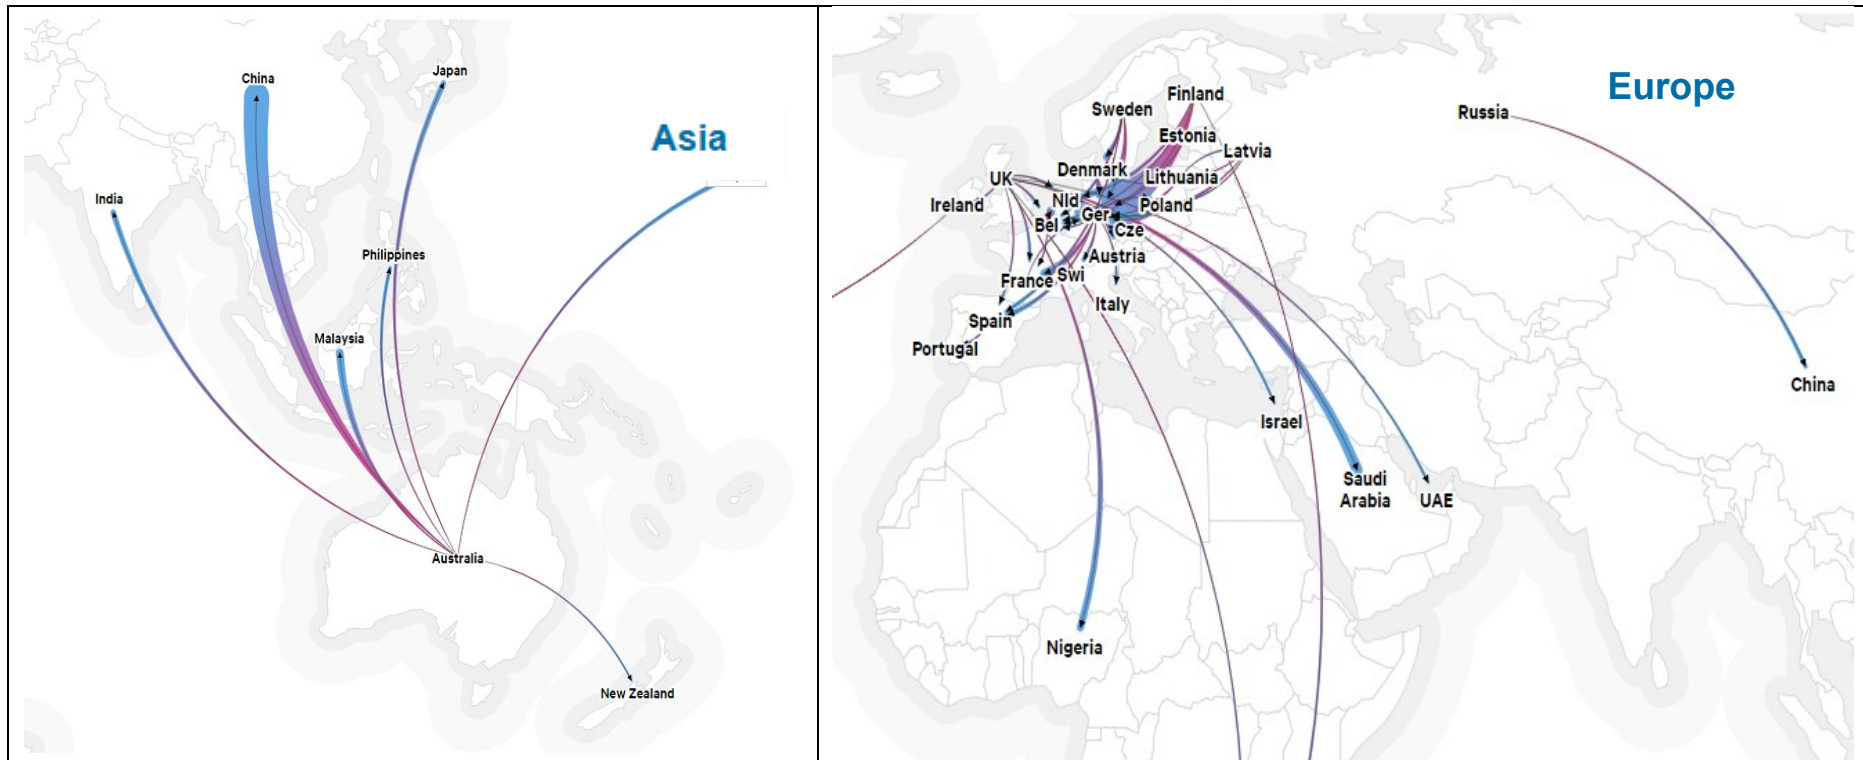 China
Japan
Asia
India
Philippines
Malaysia
Australia
New Zealand
Europe
Finland
Sweden
Russia
Estonia
Latvia
Denmark
UK
Lithuania
Ireland
Nld
Poland
Ger
Bel
Cze
Austria
France
Swi
Italy
Spain
Portugal
China
Israel
Saudi
Arabia
UAE
Nigeria